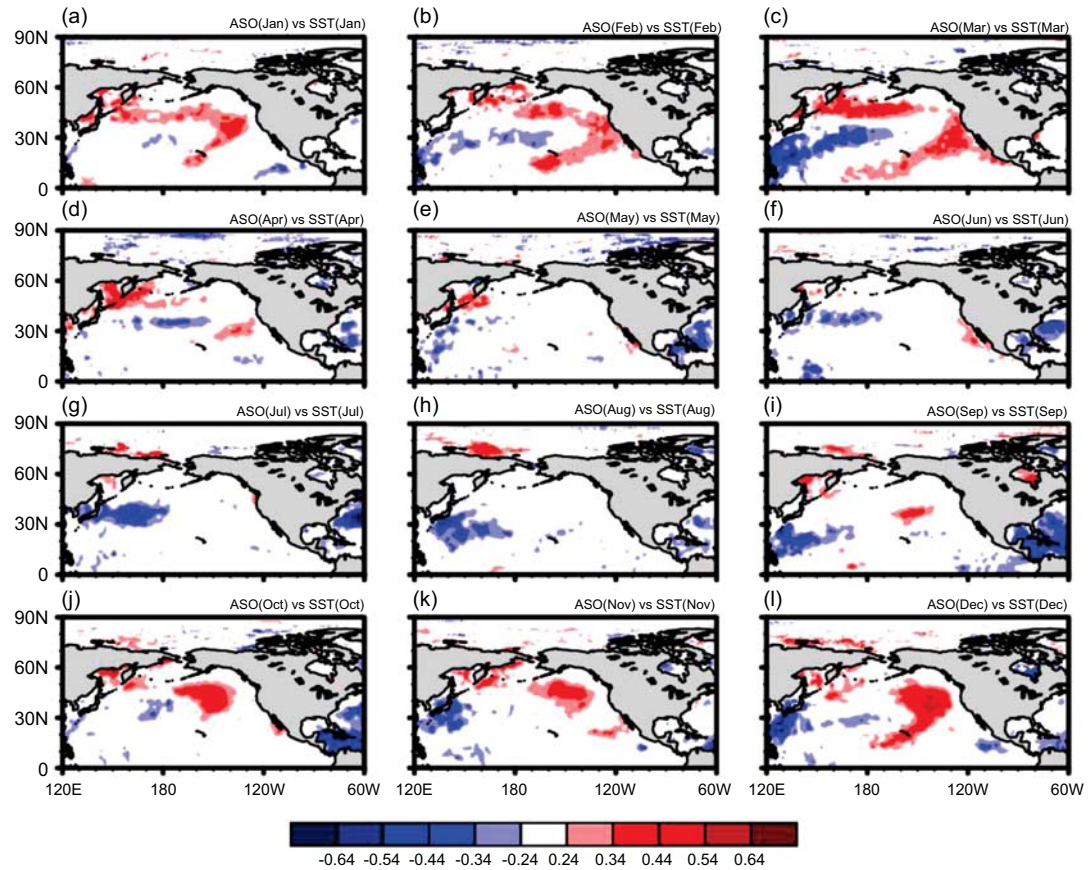 (a) ASO(Jan) vs SST(Jan)
(b) ASO(Feb) vs SST(Feb)
(c) ASO(Mar) vs SST(Mar)
90N
60N
30N
0
(d) ASO(Apr) vs SST(Apr)
(e) ASO(May) vs SST(May)
(f) ASO(Jun) vs SST(Jun)
90N
60N
30N
0
(g) ASO(Jul) vs SST(Jul)
(h) ASO(Aug) vs SST(Aug)
(i) ASO(Sep) vs SST(Sep)
90N
60N
30N
0
(j) ASO(Oct) vs SST(Oct)
(k) ASO(Nov) vs SST(Nov)
(l) ASO(Dec) vs SST(Dec)
90N
60N
30N
0
120E 180 120W 60W 120E 180 120W 60W 120E 180 120W 60W
-0.64 -0.54 -0.44 -0.34 -0.24 0.24 0.34 0.44 0.54 0.64